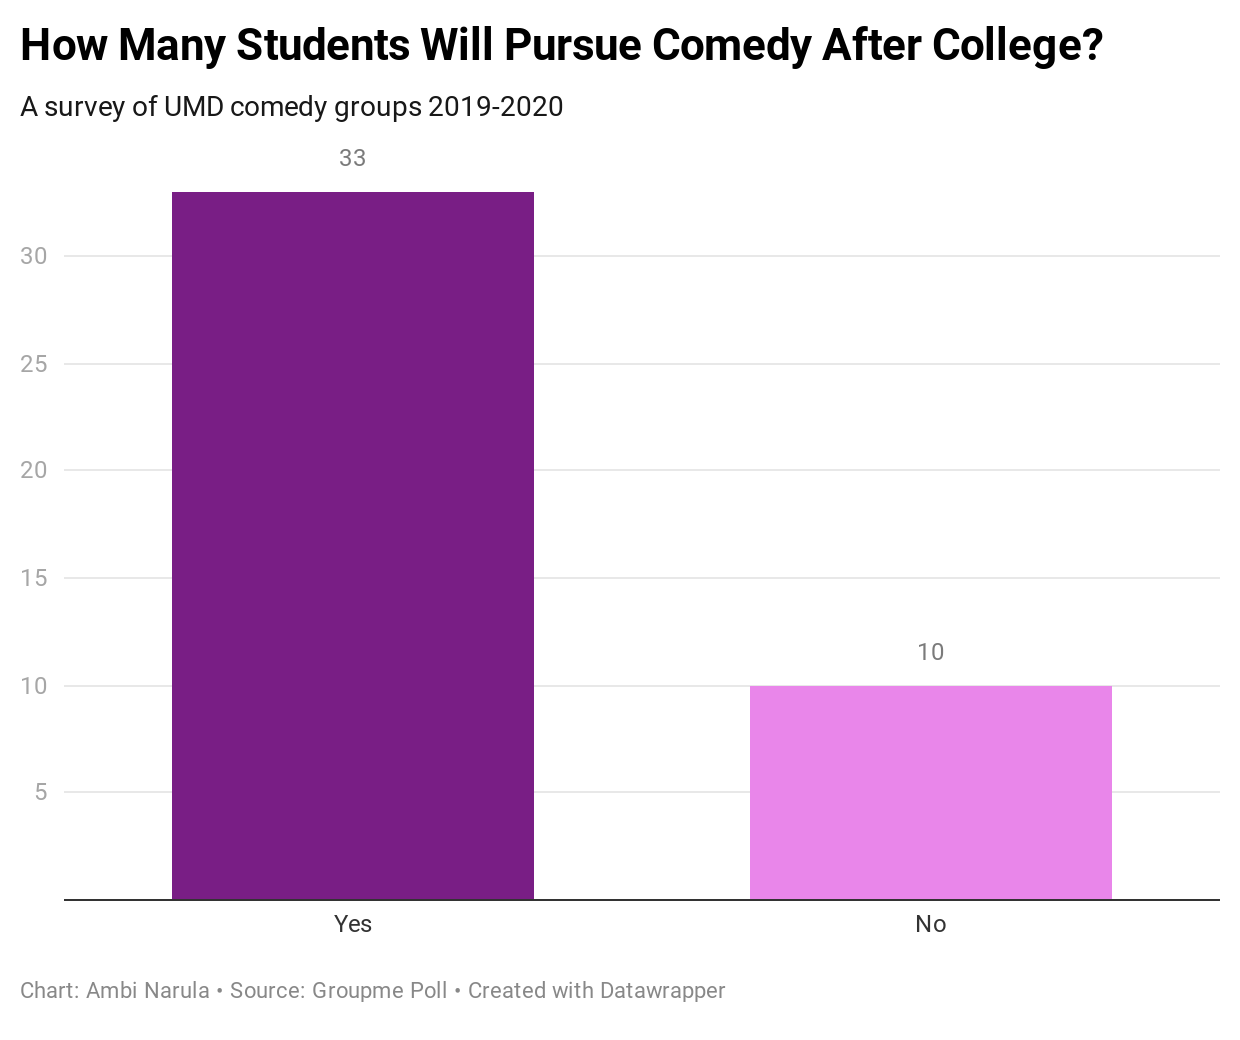 How Many Students Will Pursue Comedy After College?
A survey of UMD comedy groups 2019-2020
33
30
25
20
15
10
10
5
Yes No
Chart: Ambi Narula • Source: Groupme Poll • Created with Datawrapper